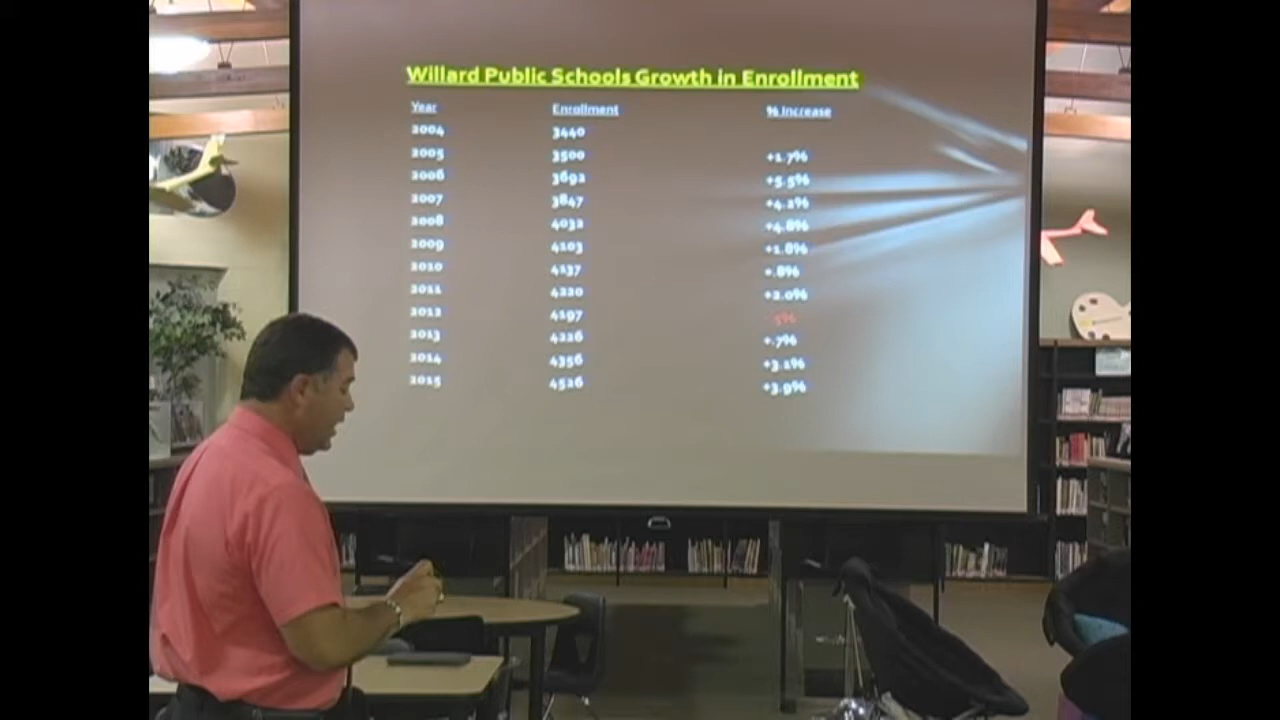 Willard Public Schools Growth in Enrollment
Year Enrollment % Increase
2004 3440
2005 3500 +1.7%
2006 3692 +5.5%
2007 3847 +4.2%
2008 4032 +4.8%
2009 4103 +1.8%
2010 4137 +.8%
2011 4220 +2.0%
2012 4197 -.5%
2013 4226 +.7%
2014 4356 +3.1%
2015 4526 +3.9%